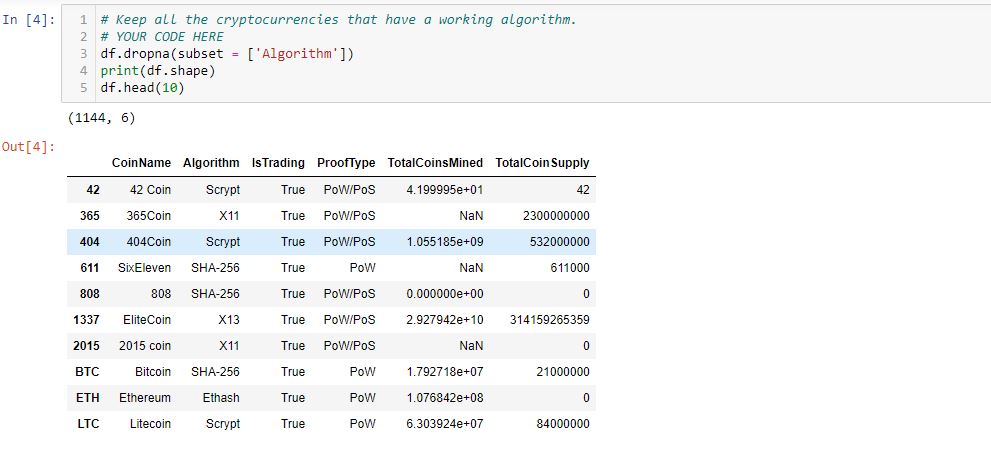 In [4]:
1 # Keep all the cryptocurrencies that have a working algorithm.
2 # YOUR CODE HERE
3 df.dropna(subset = ['Algorithm'])
4 print(df.shape)
5 df.head(10)
(1144, 6)
Out[4]:
CoinName Algorithm IsTrading ProofType TotalCoinsMined TotalCoinSupply
42 42 Coin Scrypt True PoW/PoS 4.199995e+01 42
365 365Coin X11 True PoW/PoS NaN 2300000000
404 404Coin Scrypt True PoW/PoS 1.055185e+09 532000000
611 SixEleven SHA-256 True PoW NaN 611000
808 808 SHA-256 True PoW/PoS 0.000000e+00 0
1337 EliteCoin X13 True PoW/PoS 2.927942e+10 314159265359
2015 2015 coin X11 True PoW/PoS NaN 0
BTC Bitcoin SHA-256 True PoW 1.792718e+07 21000000
ETH Ethereum Ethash True PoW 1.076842e+08 0
LTC Litecoin Scrypt True PoW 6.303924e+07 84000000